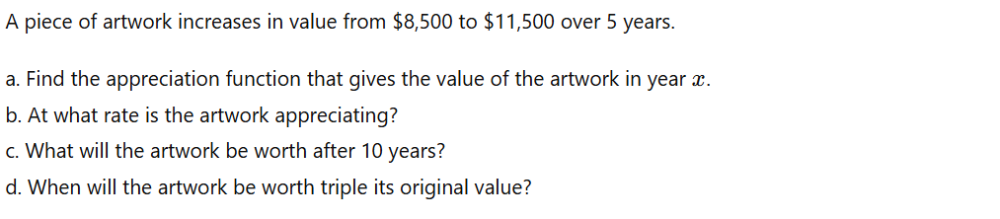 A piece of artwork increases in value from $8,500 to $11,500 over 5 years.
a. Find the appreciation function that gives the value of the artwork in year x.
b. At what rate is the artwork appreciating?
c. What will the artwork be worth after 10 years?
d. When will the artwork be worth triple its original value?